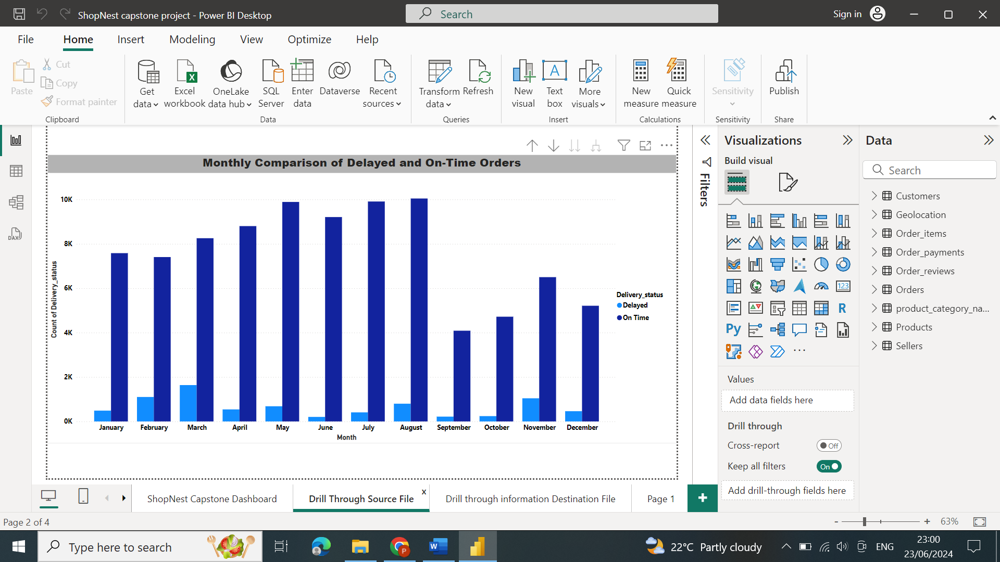 ShopNest capstone project - Power BI Desktop
Search
Sign in
File
Home
Insert
Modeling
View
Optimize
Help
Paste
Cut
Copy
Format painter
Clipboard
Get
data
Excel
workbook
OneLake
data hub
SQL
Server
Enter
data
Dataverse
Recent
sources
Data
Transform
data
Refresh
Queries
New
visual
A
Text
box
More
visuals
Insert
New
measure
Quick
measure
Calculations
Sensitivity
Sensitivity
Publish
Share
DAX
Monthly Comparison of Delayed and On-Time Orders
10K
8K
6K
4K
2K
0K
Count of Delivery_status
January
February
March
April
May
June
July
August
September
October
November
December
Month
Delivery_status
Delayed
On Time
Filters
Visualizations
Build visual
123
R
Py
Values
Add data fields here
Drill through
Cross-report
Off
Keep all filters
On
Add drill-through fields here
Data
Search
Customers
Geolocation
Order_items
Order_payments
Order_reviews
Orders
product_category_na...
Products
Sellers
ShopNest Capstone Dashboard
Drill Through Source File
x
Drill through information Destination File
Page 1
+
Page 2 of 4
- + 63%
Type here to search
P
W
22°C Partly cloudy
ENG
23:00
23/06/2024